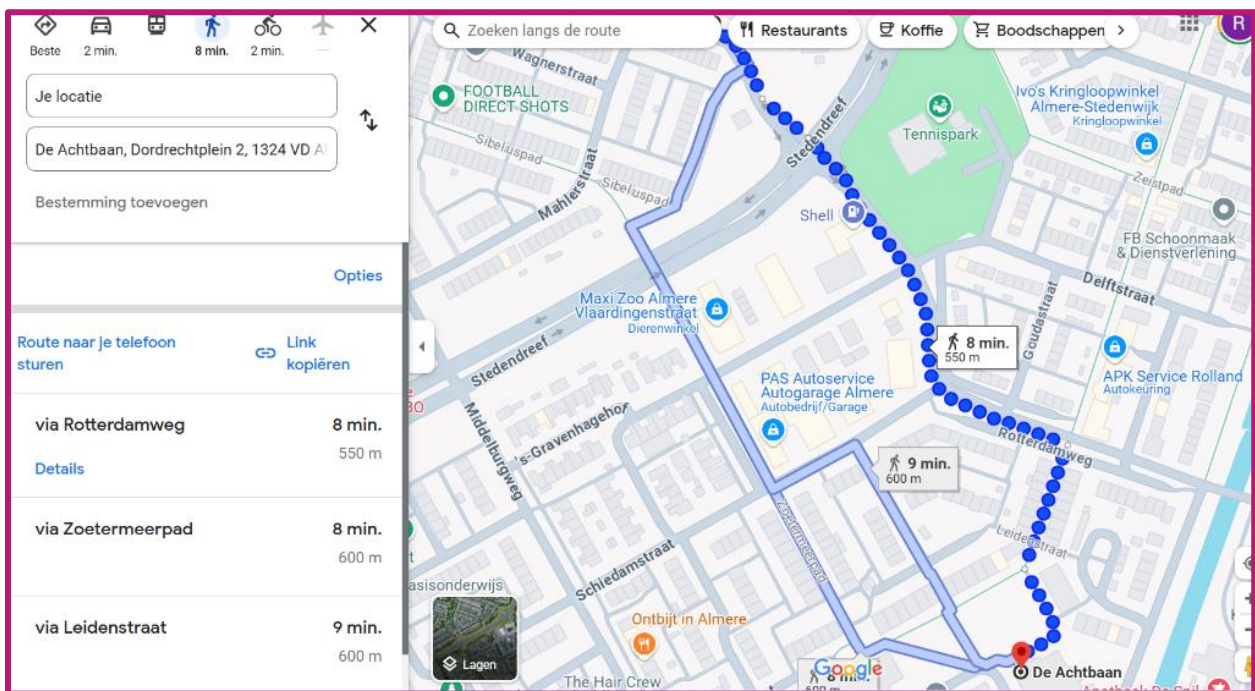 Beste
2 min.
8 min.
2 min.
Je locatie
De Achtbaan, Dordrechtplein 2, 1324 VD A
Bestemming toevoegen
Opties
Route naar je telefoon
sturen
Link
kopiëren
via Rotterdamweg
8 min.
550 m
Details
via Zoetermeerpad
8 min.
600 m
via Leidenstraat
9 min.
600 m
Zoeken langs de route
Restaurants
Koffie
Boodschappen
R
Wagnerstraat
FOOTBALL
DIRECT SHOTS
Sibeliuspad
Sibeliuspad
Mahlerstraat
Stedendreef
Tennispark
Ivo's Kringloopwinkel
Almere-Stedenwijk
Kringloopwinkel
Zeistpad
Shell
FB Schoonmaak
& Dienstverlening
Delftstraat
Goudastraat
Maxi Zoo Almere
Vlaardingenstraat
Dierenwinkel
8 min.
550 m
Stedendreef
APK Service Rolland
Autokeuring
PAS Autoservice
Autogarage Almere
Autobedrijf/Garage
Middelburgweg
's-Gravenhagehof
Rotterdamweg
9 min.
600 m
Zoetermeerpad
Leidenstraat
Schiedamstraat
asisonderwijs
Ontbijt in Almere
Lagen
The Hair Crew
Google
8 min.
600 m
De Achtbaan